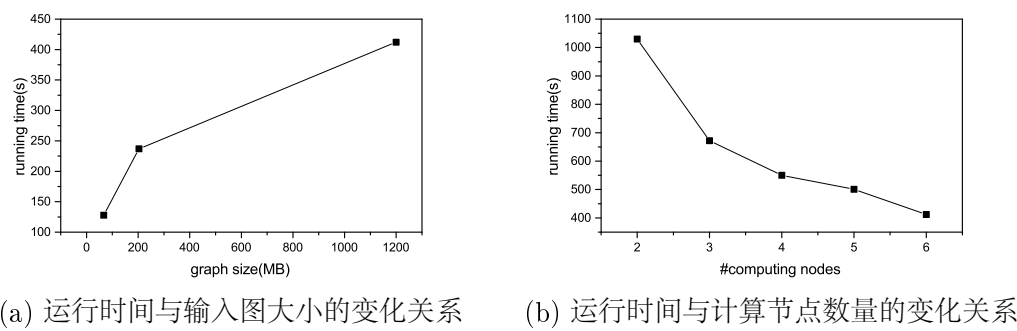 450
400
350
300
250
200
150
100
running time(s)
0 200 400 600 800 1000 1200
graph size(MB)
(a) 运行时间与输入图大小的变化关系
1100
1000
900
800
700
600
500
400
running time(s)
2 3 4 5 6
#computing nodes
(b) 运行时间与计算节点数量的变化关系